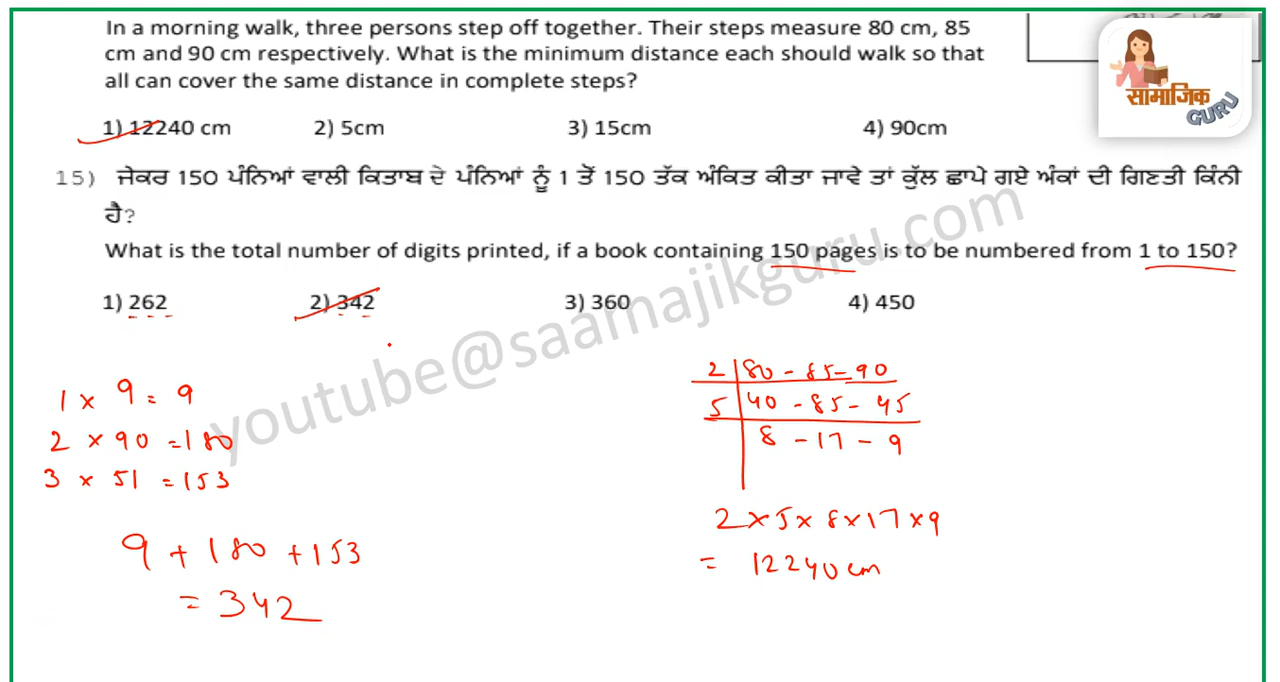 In a morning walk, three persons step off together. Their steps measure 80 cm, 85
cm and 90 cm respectively. What is the minimum distance each should walk so that
all can cover the same distance in complete steps?
1) 12240 cm 2) 5cm 3) 15cm 4) 90cm
सामाजिक
GURU
15) ਜੇਕਰ 150 ਪੰਨਿਆਂ ਵਾਲੀ ਕਿਤਾਬ ਦੇ ਪੰਨਿਆਂ ਨੂੰ 1 ਤੋਂ 150 ਤੱਕ ਅੰਕਿਤ ਕੀਤਾ ਜਾਵੇ ਤਾਂ ਕੁੱਲ ਛਾਪੇ ਗਏ ਅੰਕਾਂ ਦੀ ਗਿਣਤੀ ਕਿੰਨੀ
ਹੈ?
What is the total number of digits printed, if a book containing 150 pages is to be numbered from 1 to 150?
1) 262 2) 342 3) 360 4) 450
youtube@saamajikguru.com
1 × 9 = 9
2 × 90 = 180
3 × 51 = 153
9 + 180 + 153
= 342
2 80 - 85 - 90
5 40 - 85 - 45
8 - 17 - 9
2 × 5 × 8 × 17 × 9
= 12240 cm